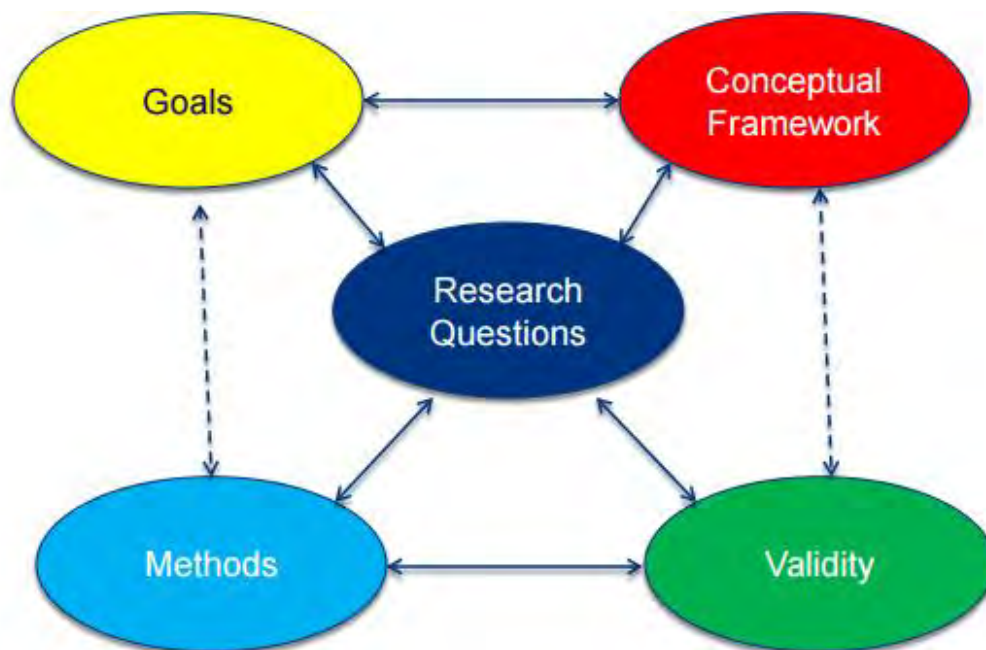 Goals
Conceptual
Framework
Research
Questions
Methods
Validity